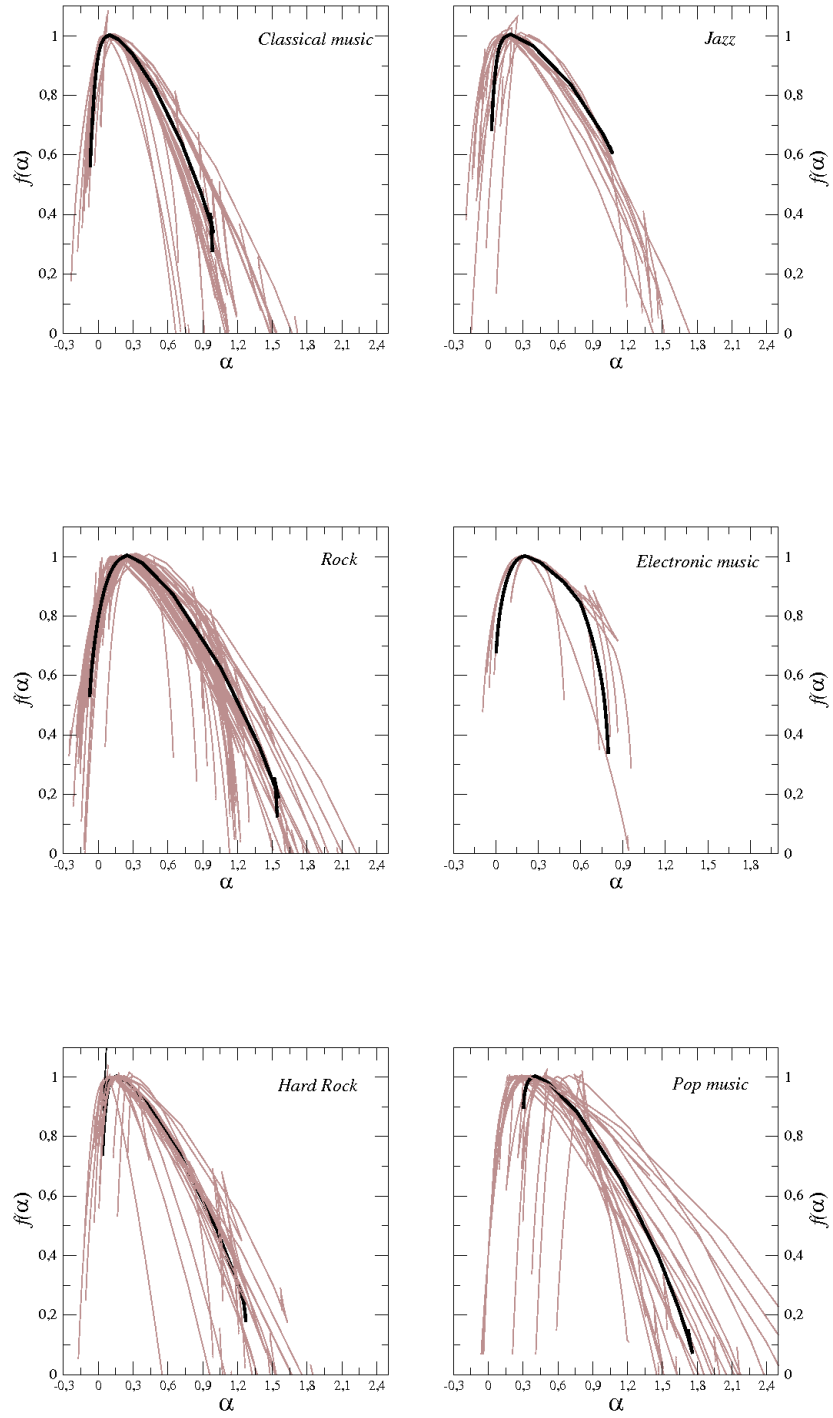 Classical music
1
0,8
0,6
0,4
0,2
0
f(α)
-0,3 0 0,3 0,6 0,9 1,2 1,5 1,8 2,1 2,4
α
Jazz
1
0,8
0,6
0,4
0,2
0
f(α)
-0,3 0 0,3 0,6 0,9 1,2 1,5 1,8 2,1 2,4
α
Rock
1
0,8
0,6
0,4
0,2
0
f(α)
-0,3 0 0,3 0,6 0,9 1,2 1,5 1,8 2,1 2,4
α
Electronic music
1
0,8
0,6
0,4
0,2
0
f(α)
-0,3 0 0,3 0,6 0,9 1,2 1,5 1,8
α
Hard Rock
1
0,8
0,6
0,4
0,2
0
f(α)
-0,3 0 0,3 0,6 0,9 1,2 1,5 1,8 2,1 2,4
α
Pop music
1
0,8
0,6
0,4
0,2
0
f(α)
-0,3 0 0,3 0,6 0,9 1,2 1,5 1,8 2,1 2,4
α